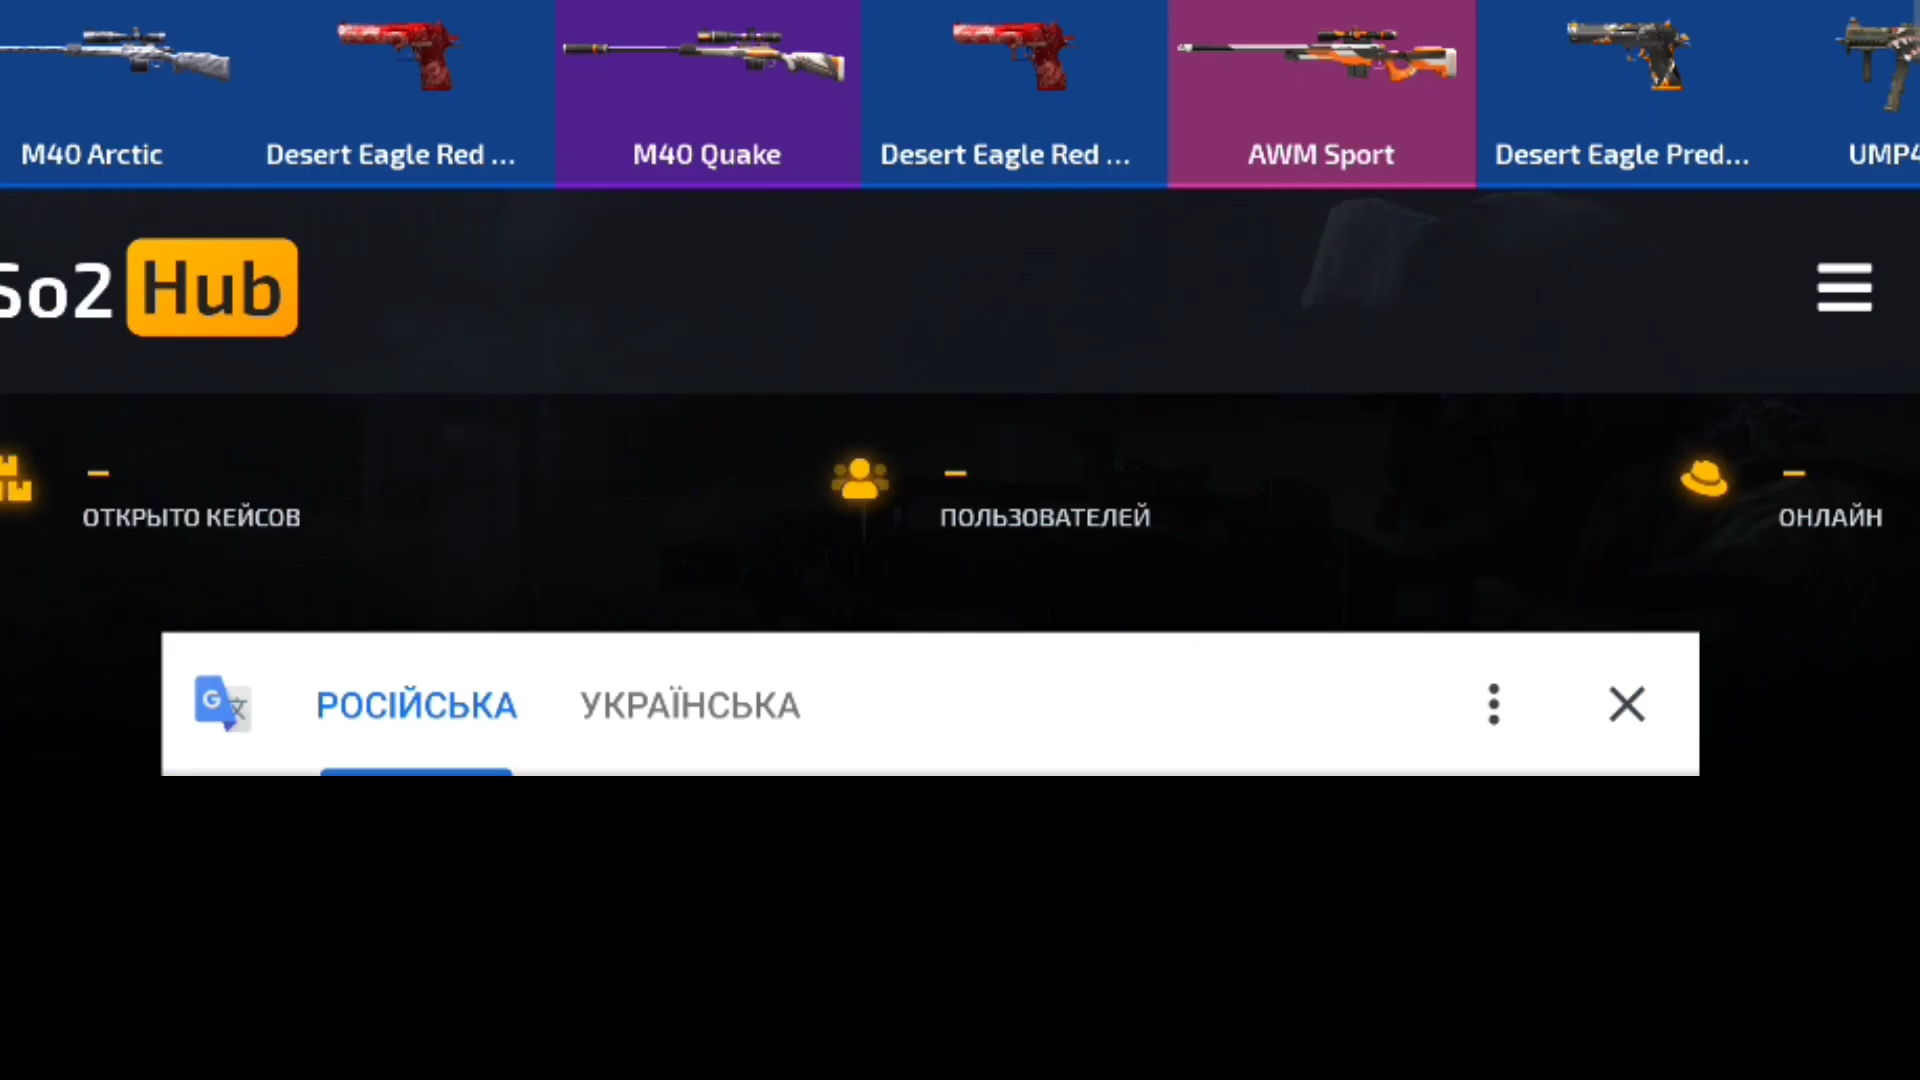 M40 Arctic
Desert Eagle Red ...
M40 Quake
Desert Eagle Red ...
AWM Sport
Desert Eagle Pred...
UMP4
So2 Hub
–
ОТКРЫТО КЕЙСОВ
–
ПОЛЬЗОВАТЕЛЕЙ
–
ОНЛАЙН
РОСІЙСЬКА
УКРАЇНСЬКА